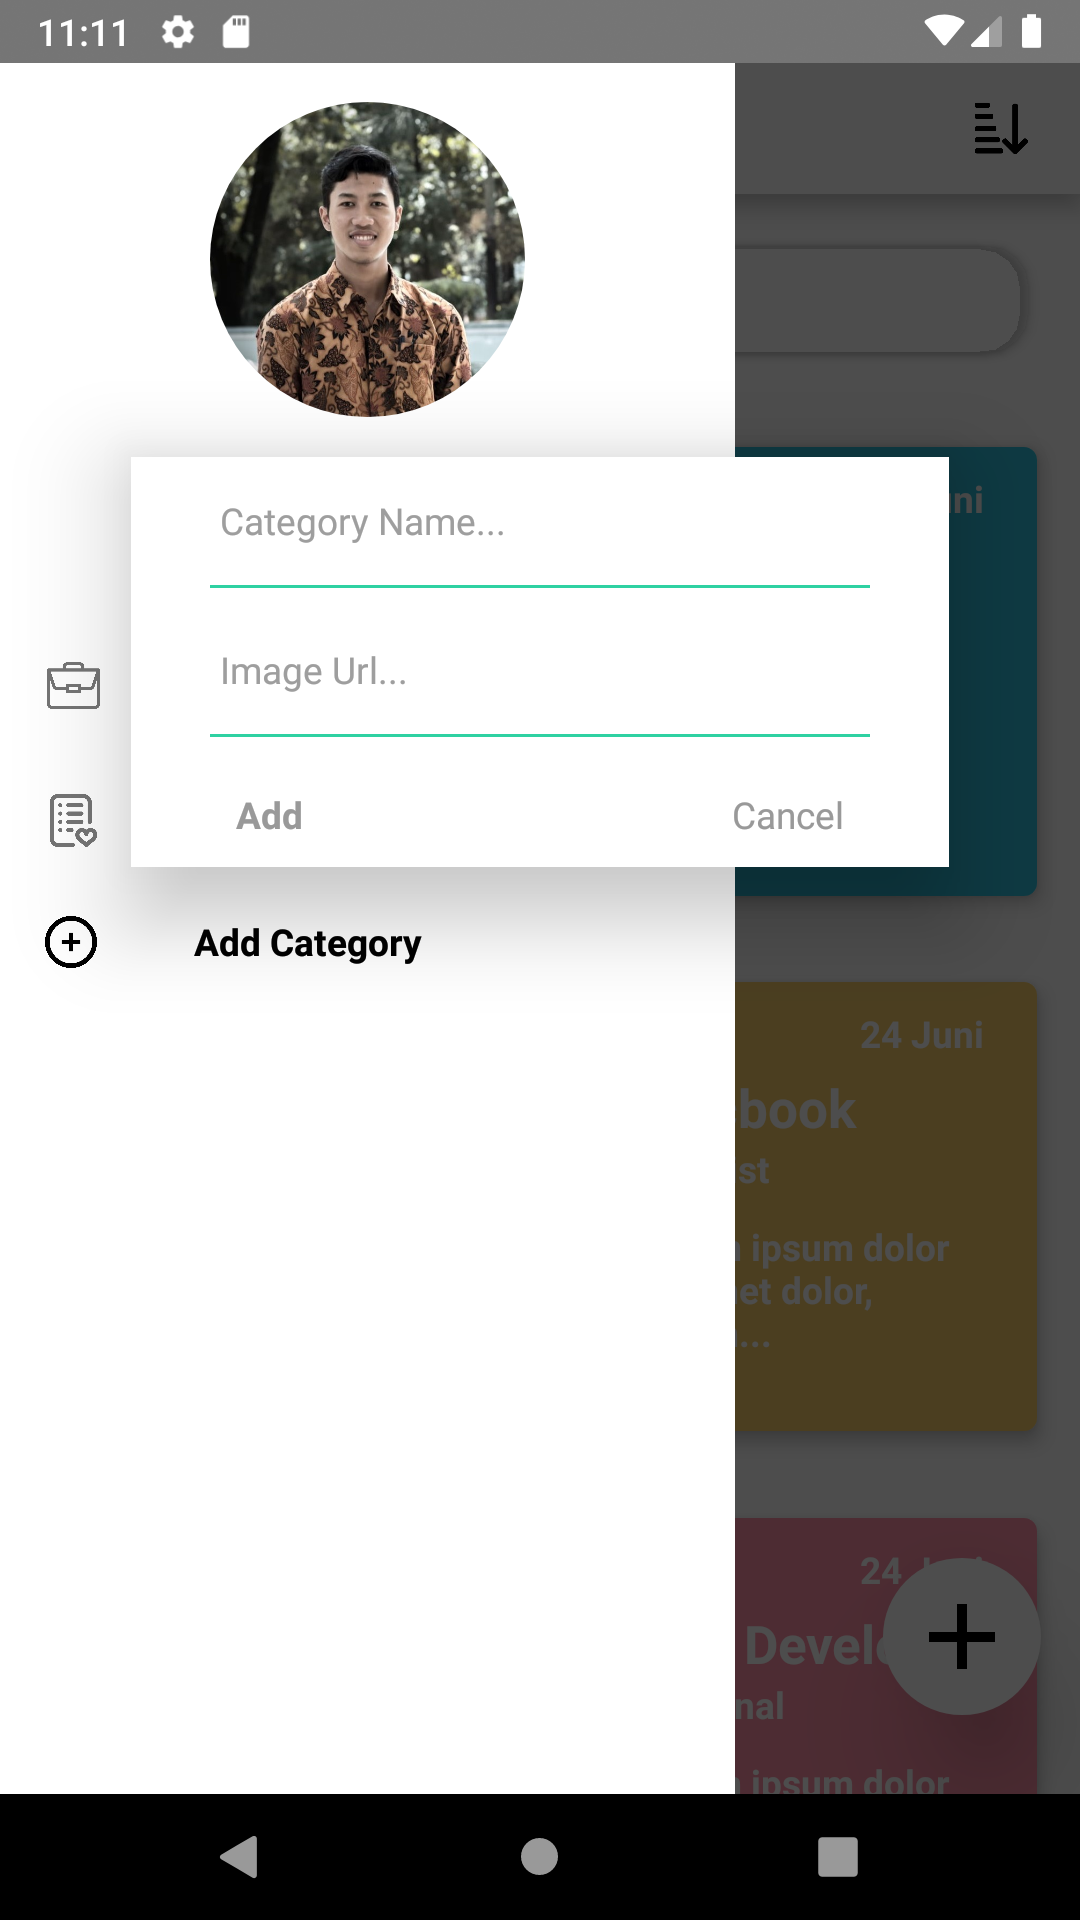 11:11
Category Name...
Image Url...
Add
Cancel
Add Category
24 Juni
book
st
ipsum dolor
et dolor,
...
24
Devel
nal
ipsum dolor